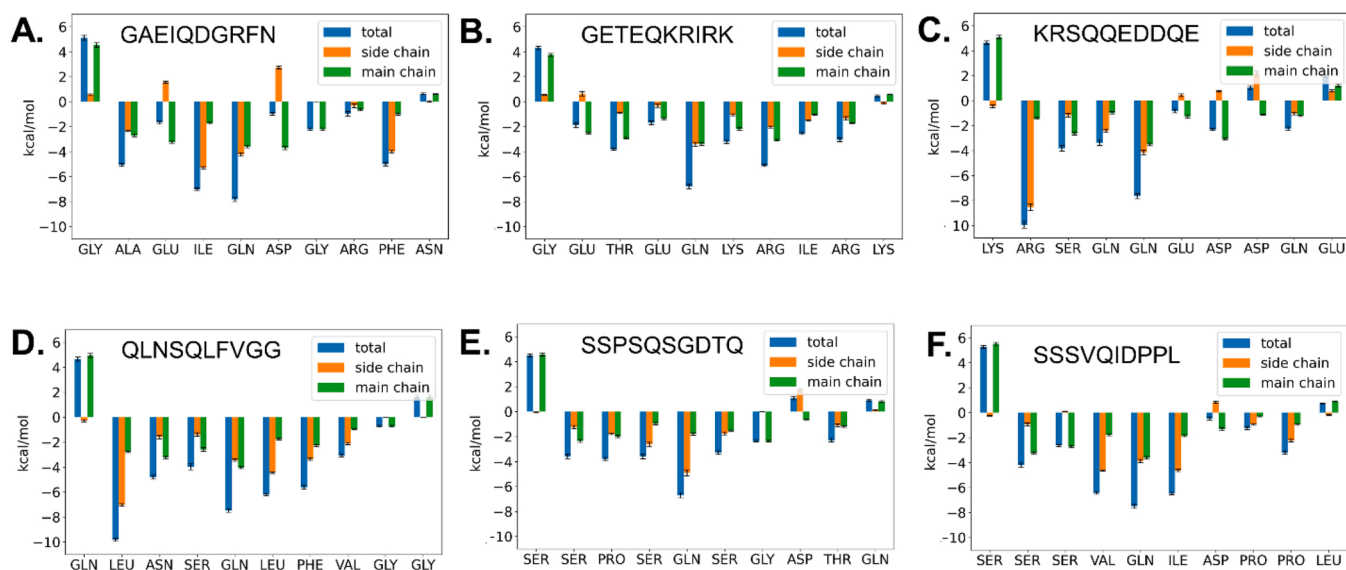 A.
GAEIQDGRFN
total
side chain
main chain
kcal/mol
6
4
2
0
−2
−4
−6
−8
−10
GLY ALA GLU ILE GLN ASP GLY ARG PHE ASN
B.
GETEQKRIRK
total
side chain
main chain
kcal/mol
6
4
2
0
−2
−4
−6
−8
−10
GLY GLU THR GLU GLN LYS ARG ILE ARG LYS
C.
KRSQQEDDQE
total
side chain
main chain
kcal/mol
6
4
2
0
−2
−4
−6
−8
−10
LYS ARG SER GLN GLN GLU ASP ASP GLN GLU
D.
QLNSQLFVGG
total
side chain
main chain
kcal/mol
6
4
2
0
−2
−4
−6
−8
−10
GLN LEU ASN SER GLN LEU PHE VAL GLY GLY
E.
SSPSQSGDTQ
total
side chain
main chain
kcal/mol
6
4
2
0
−2
−4
−6
−8
−10
SER SER PRO SER GLN SER GLY ASP THR GLN
F.
SSSVQIDPPL
total
side chain
main chain
kcal/mol
6
4
2
0
−2
−4
−6
−8
−10
SER SER SER VAL GLN ILE ASP PRO PRO LEU